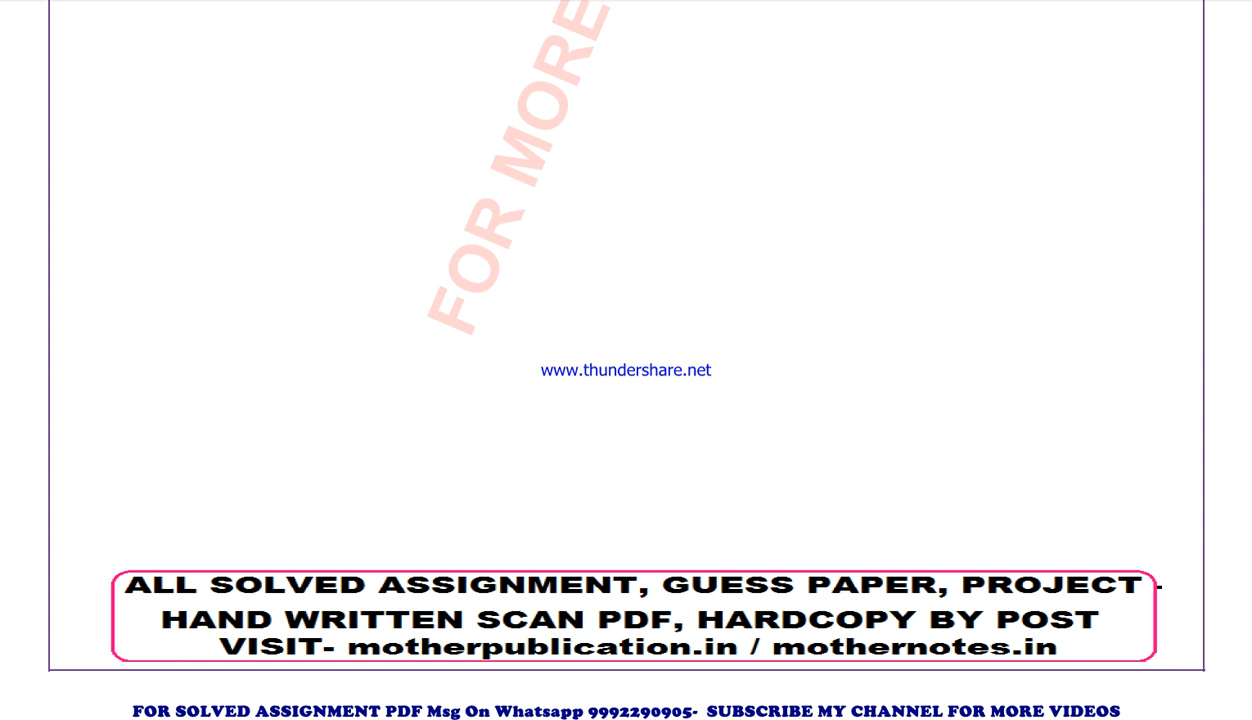 FOR MORE
www.thundershare.net
ALL SOLVED ASSIGNMENT, GUESS PAPER, PROJECT -
HAND WRITTEN SCAN PDF, HARDCOPY BY POST
VISIT- motherpublication.in / mothernotes.in
FOR SOLVED ASSIGNMENT PDF Msg On Whatsapp 9992290905- SUBSCRIBE MY CHANNEL FOR MORE VIDEOS